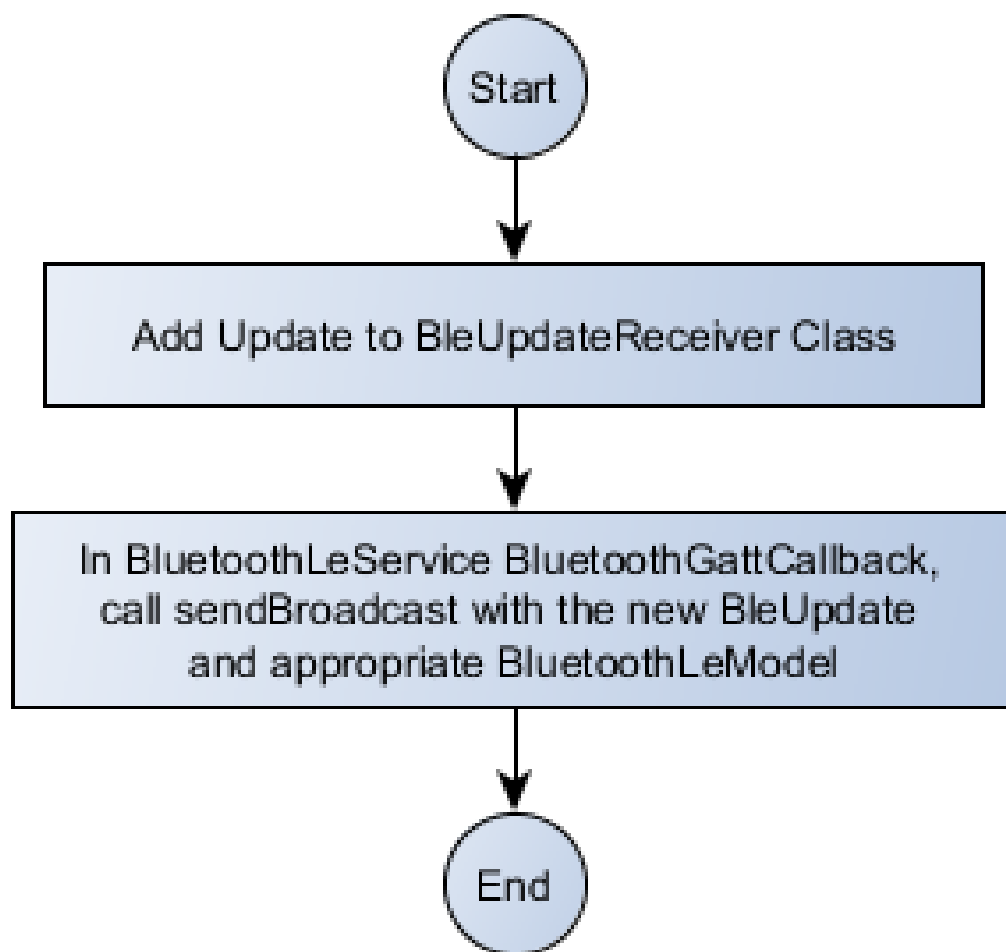 Start
Add Update to BleUpdateReceiver Class
In BluetoothLeService BluetoothGattCallback,
call sendBroadcast with the new BleUpdate
and appropriate BluetoothLeModel
End